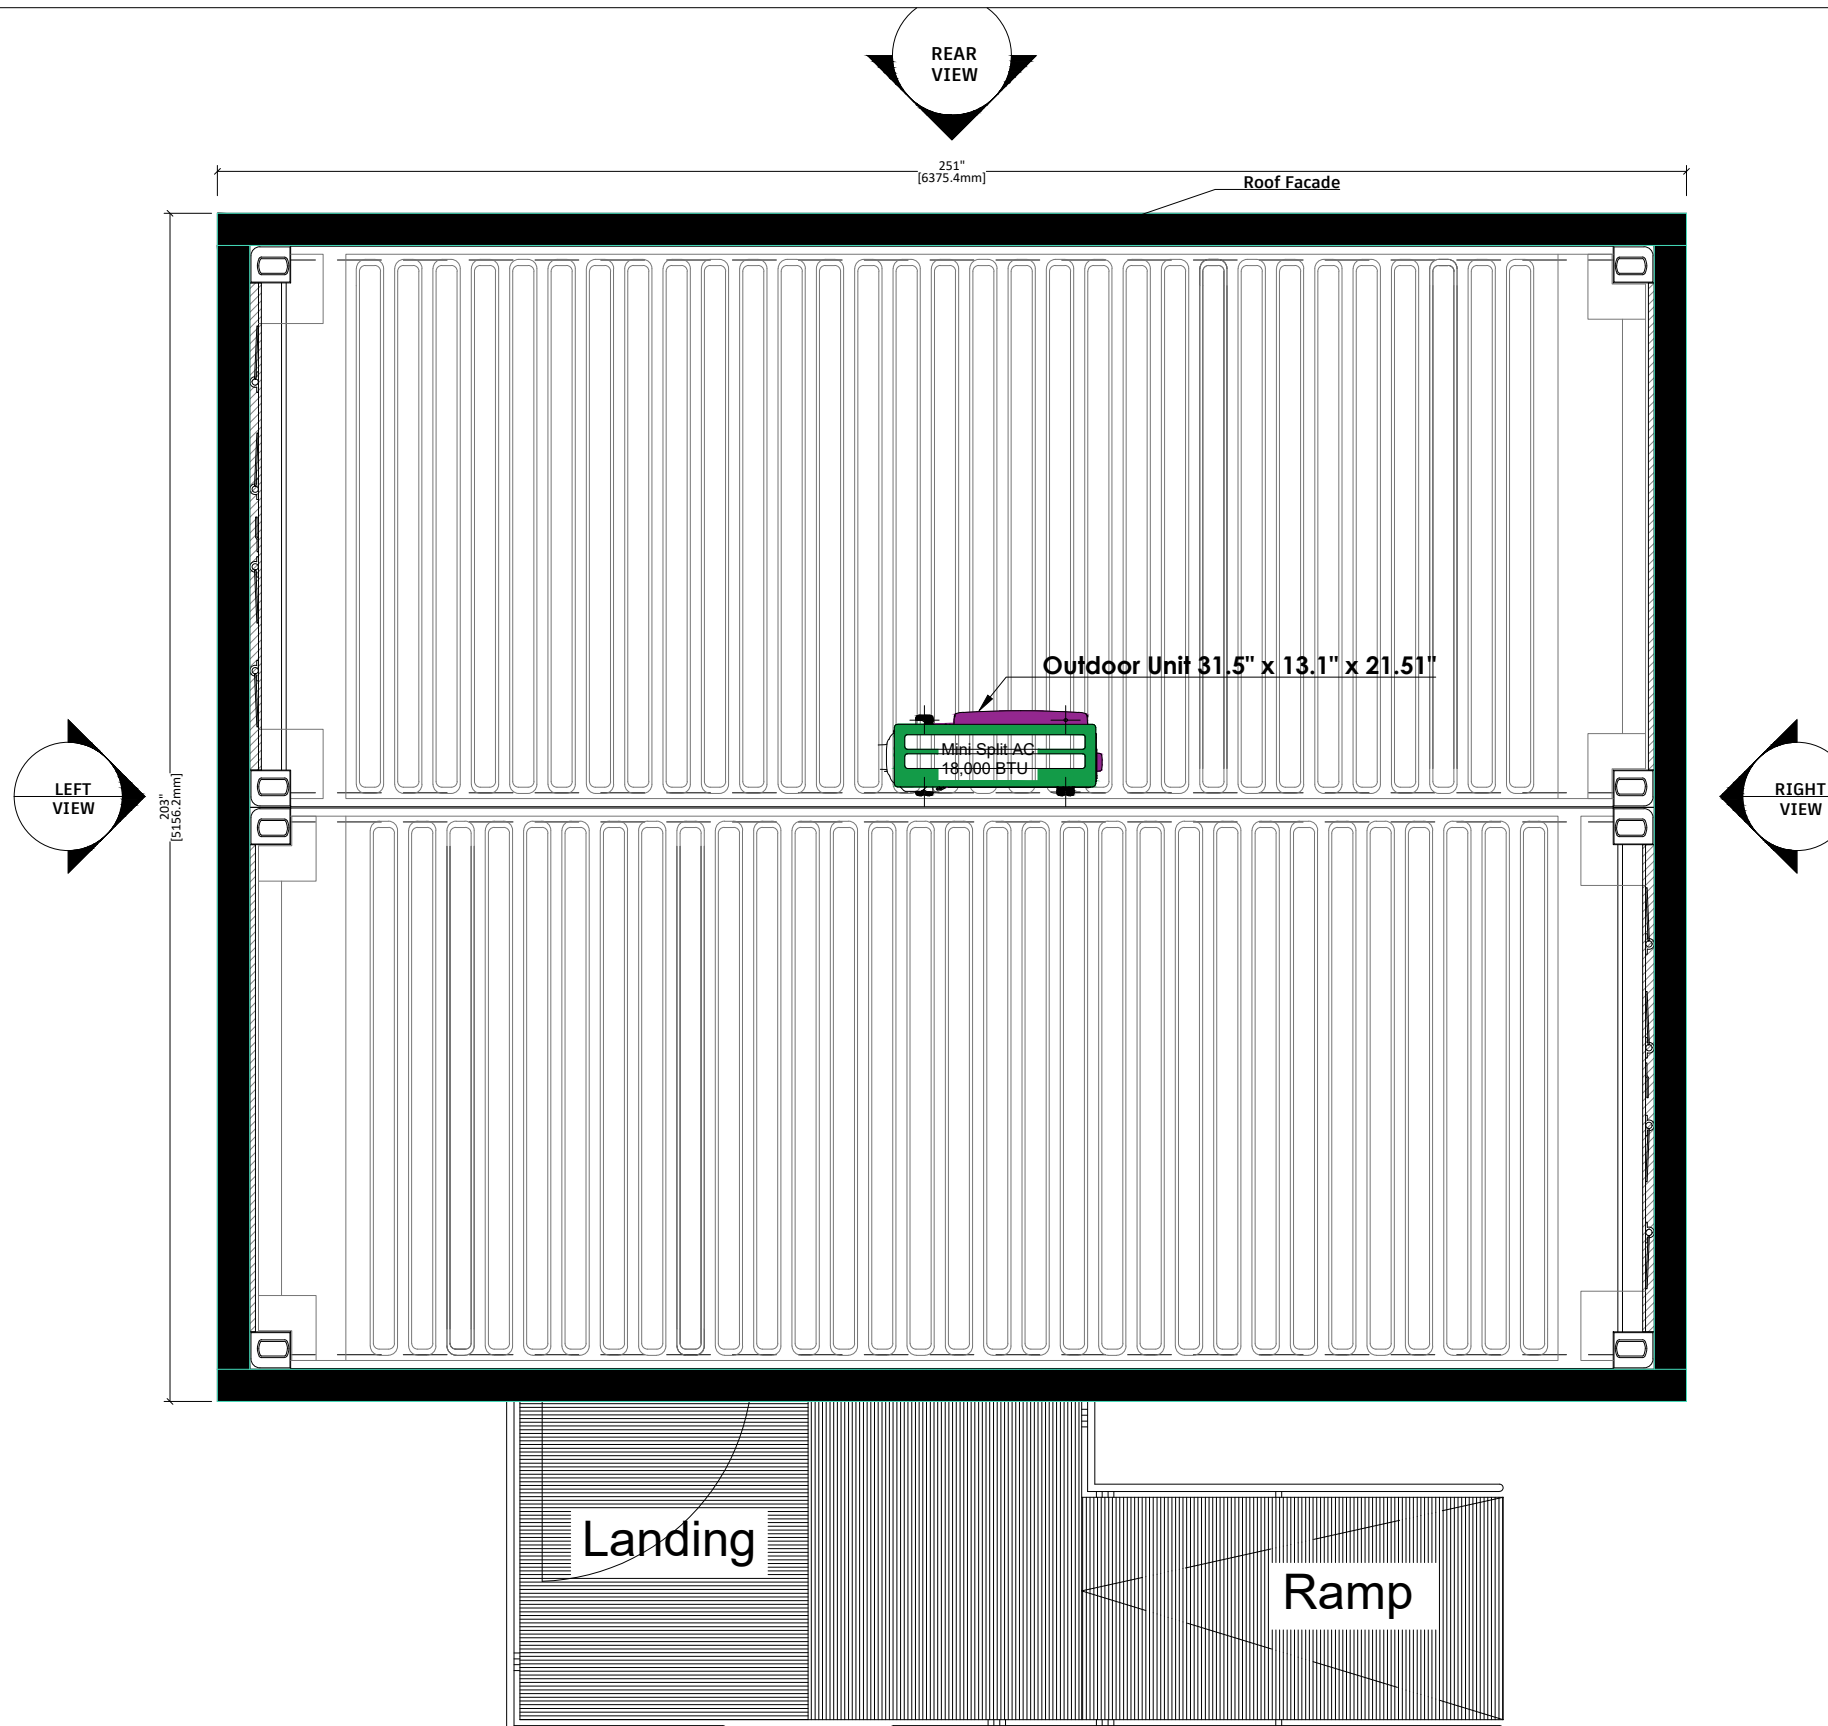 REAR
VIEW
251"
[6375.4mm]
Roof Facade
Outdoor Unit 31.5" x 13.1" x 21.51"
Mini Split AC
18,000 BTU
LEFT
VIEW
203"
[5156.2mm]
RIGHT
VIEW
Landing
Ramp